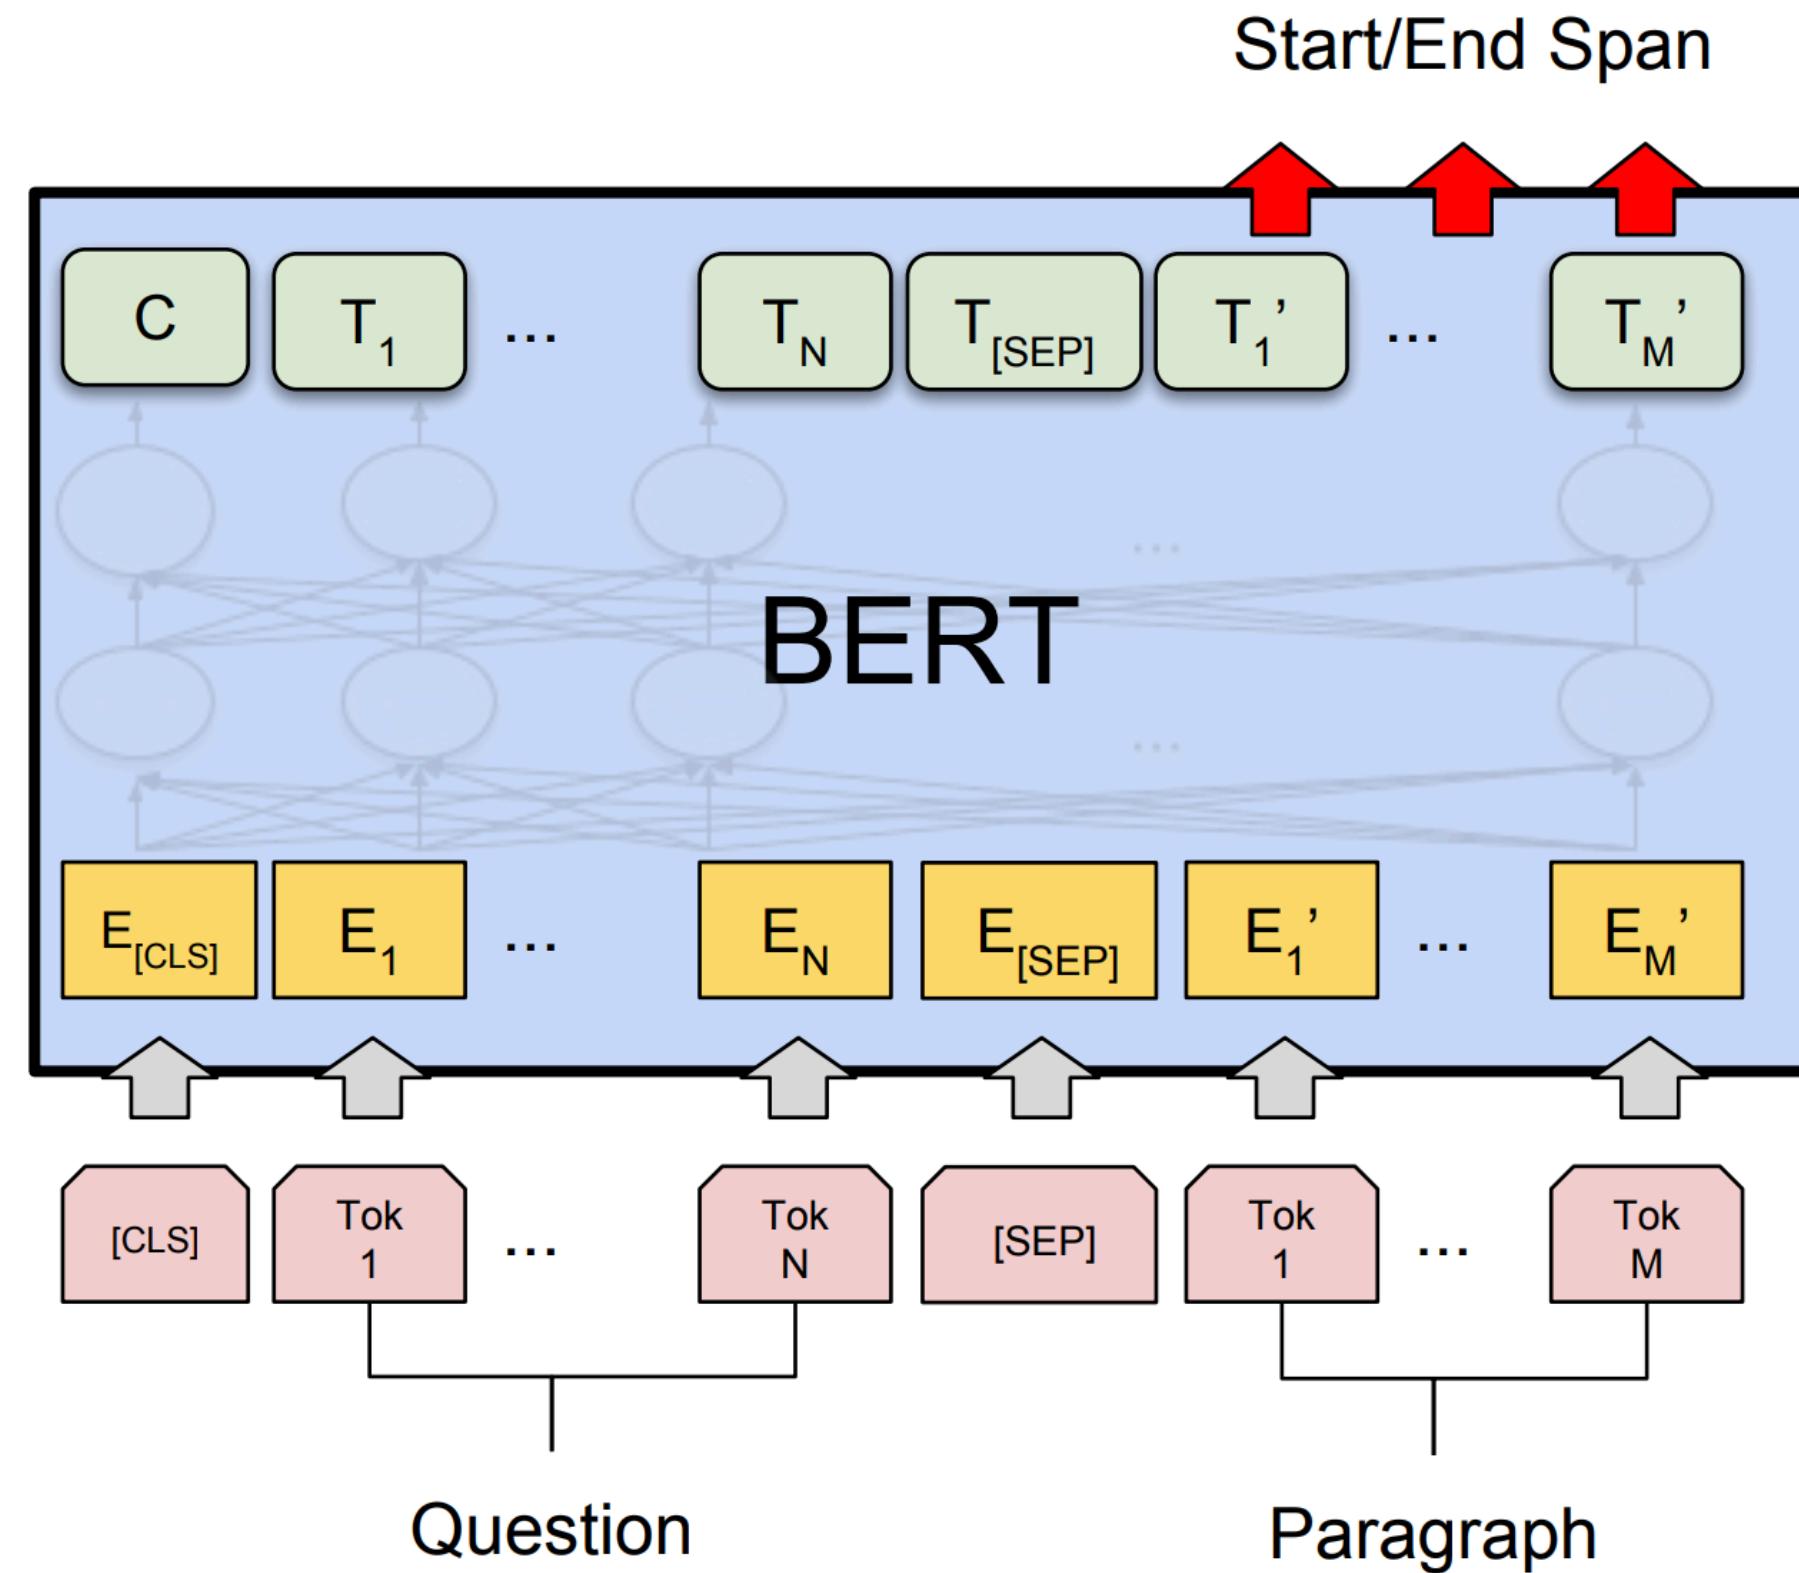 Start/End Span
C T1 ... TN T[SEP] T1’ ... TM’
...
BERT
...
E[CLS] E1 ... EN E[SEP] E1’ ... EM’
[CLS] Tok 1 ... Tok N [SEP] Tok 1 ... Tok M
Question Paragraph